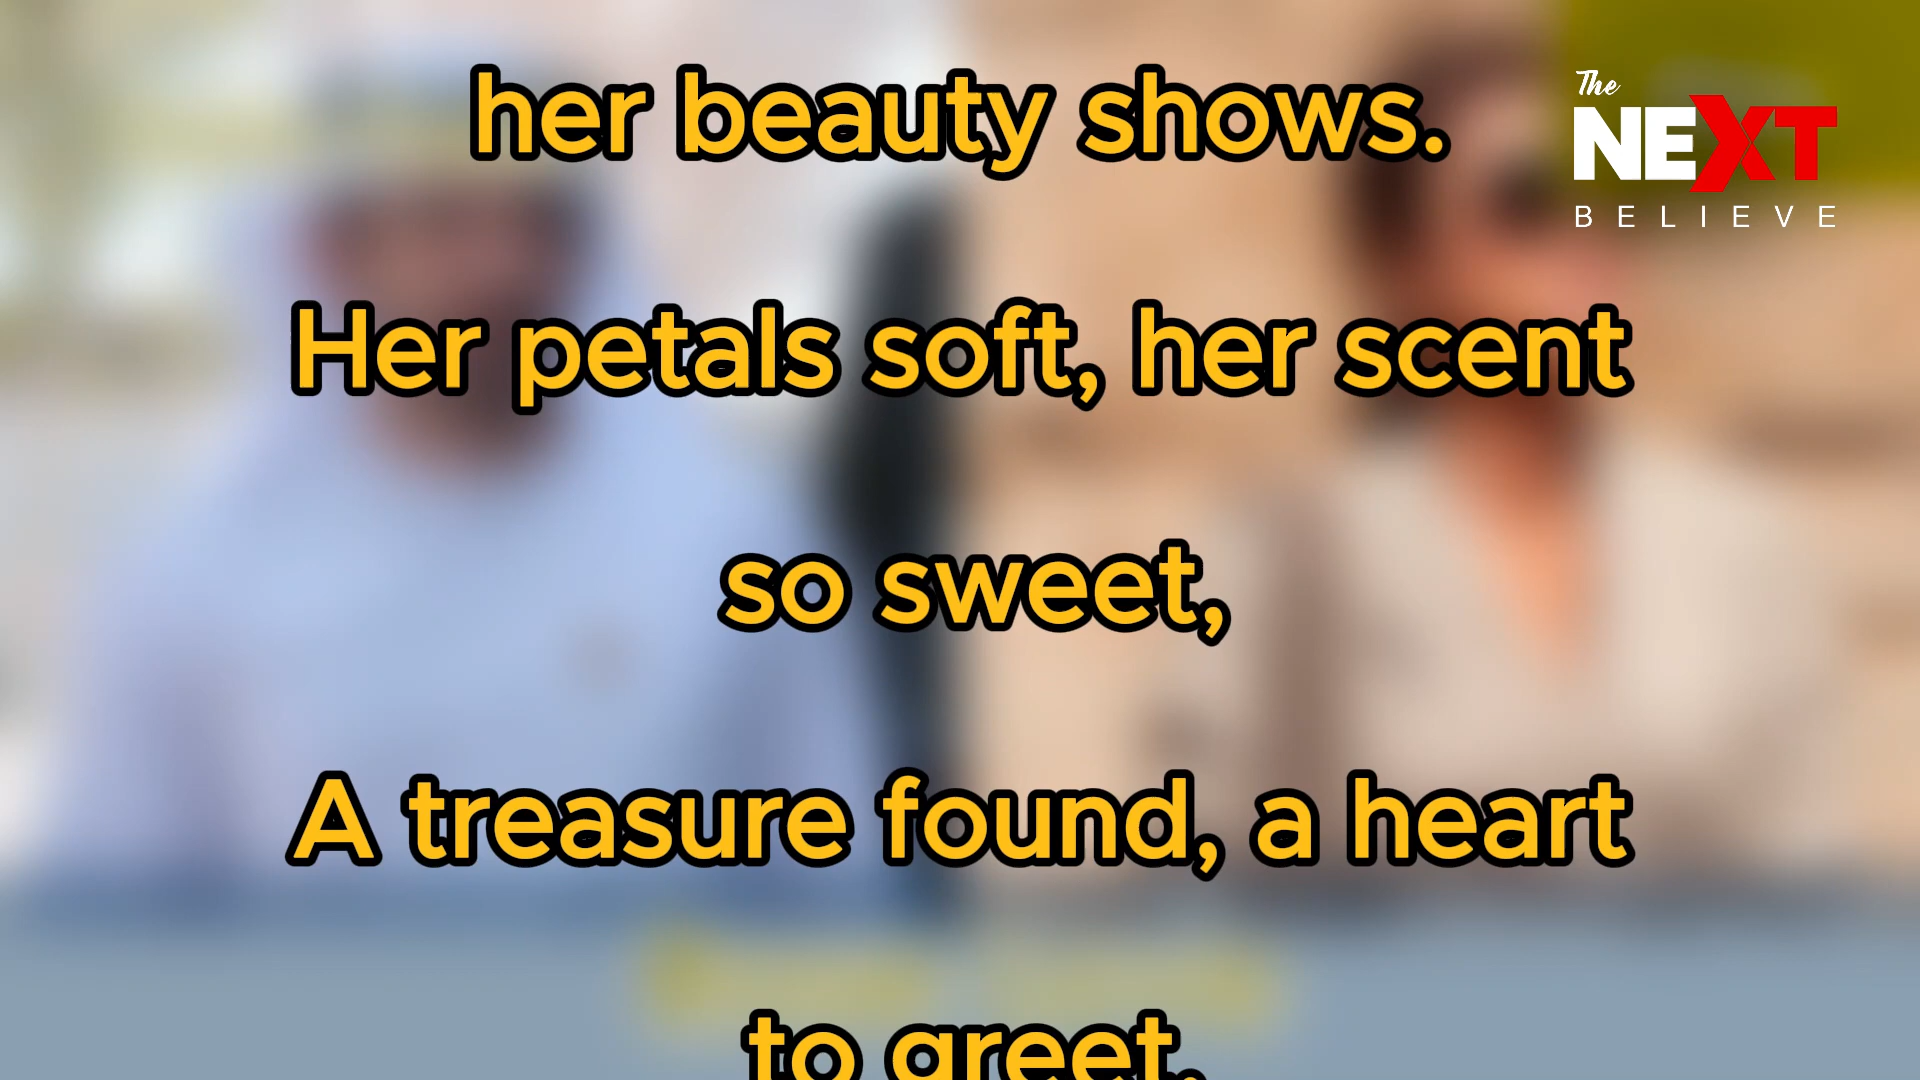 her beauty shows.
The
NEXT
BELIEVE
Her petals soft, her scent
so sweet,
A treasure found, a heart
to greet.